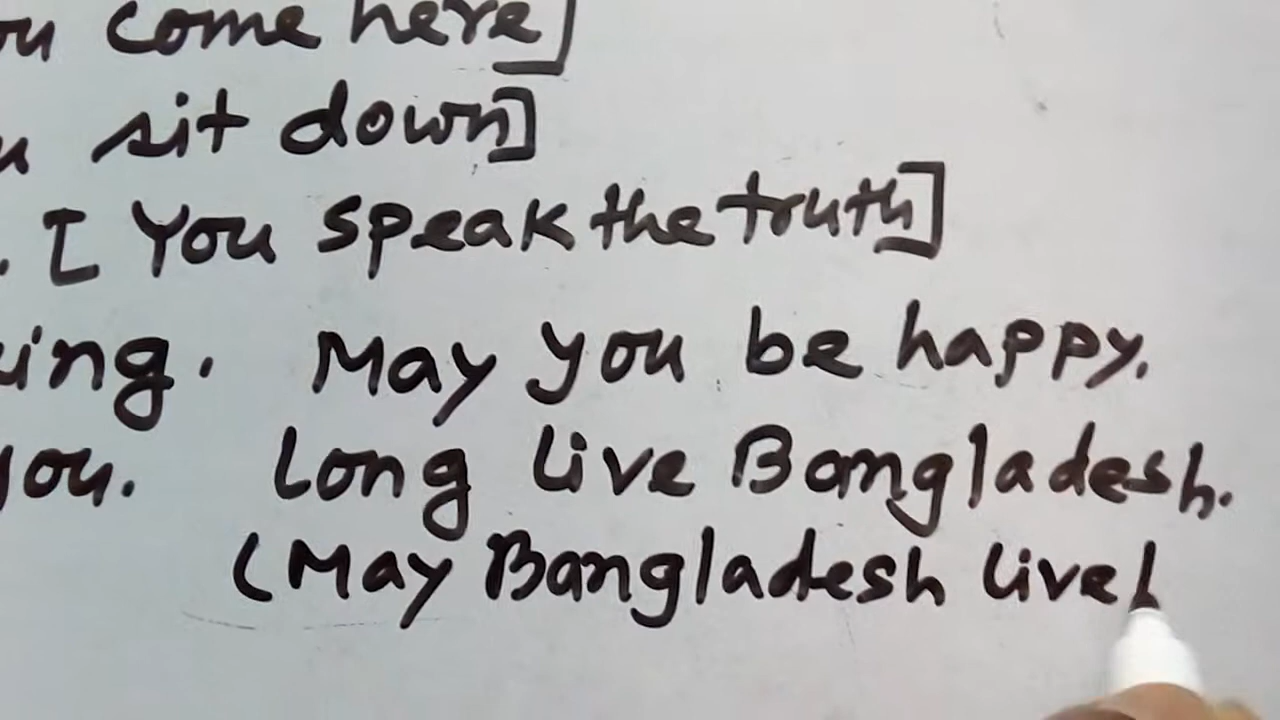 come here]
sit down]
. [You speak the truth]
May you be happy.
you. Long live Bangladesh.
(May Bangladesh live